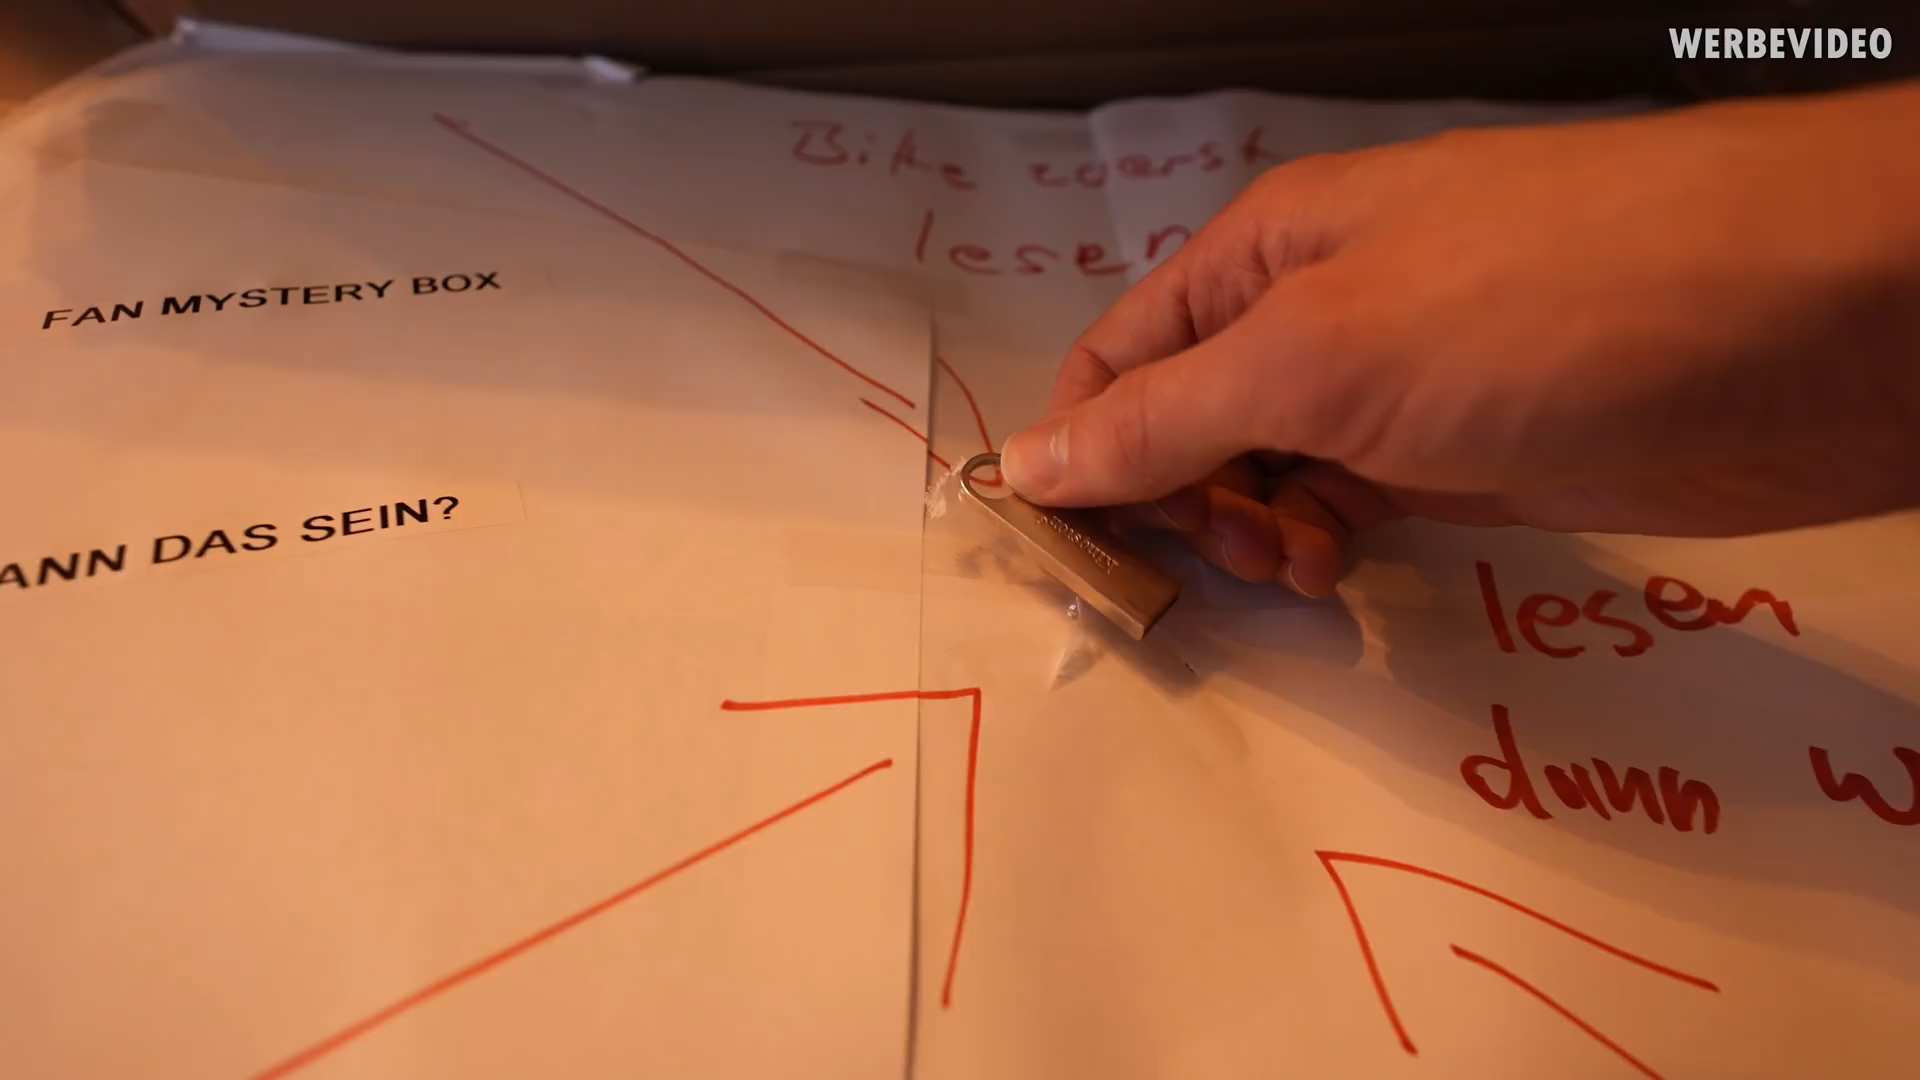 WERBEVIDEO
Bitte zuerst
lesen
FAN MYSTERY BOX
ANN DAS SEIN?
lesen
dann w